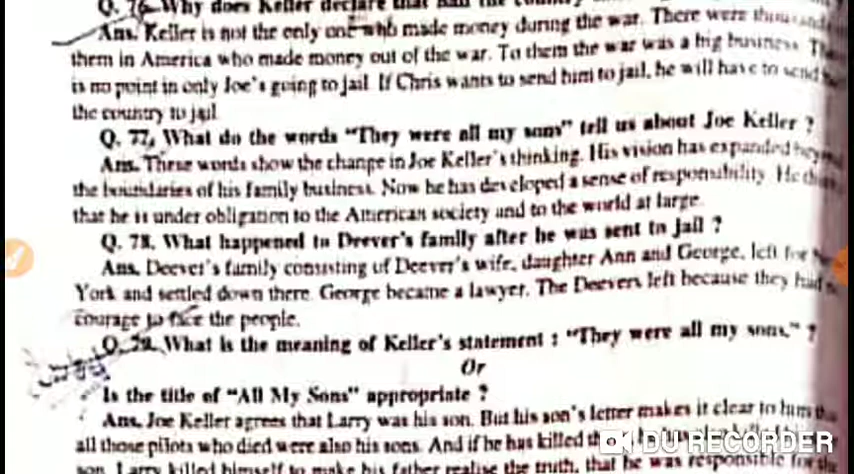 Q. 76. Why does Keller declare that half the country
Ans. Keller is not the only one who made money during the war. There were thousands
them in America who made money out of the war. To them the war was a big business.
is no point in only Joe's going to jail. If Chris wants to send him to jail, he will have to send
the country to jail.
Q. 77. What do the words "They were all my sons" tell us about Joe Keller ?
Ans. These words show the change in Joe Keller's thinking. His vision has expanded
the boundaries of his family business. Now he has developed a sense of responsibility. He
that he is under obligation to the American society and to the world at large.
Q. 78. What happened to Deever's family after he was sent to Jail ?
Ans. Deever's family consisting of Deever's wife, daughter Ann and George, left for
York and settled down there. George became a lawyer. The Deevers left because they had
courage to face the people.
Q. 79. What is the meaning of Keller's statement : "They were all my sons," ?
Or
Is the title of "All My Sons" appropriate ?
Ans. Joe Keller agrees that Larry was his son. But his son's letter makes it clear to him
all those pilots who died were also his sons. And if he has killed
DU RECORDER
son. Larry killed himself to make his father realise the truth, that he was responsible for